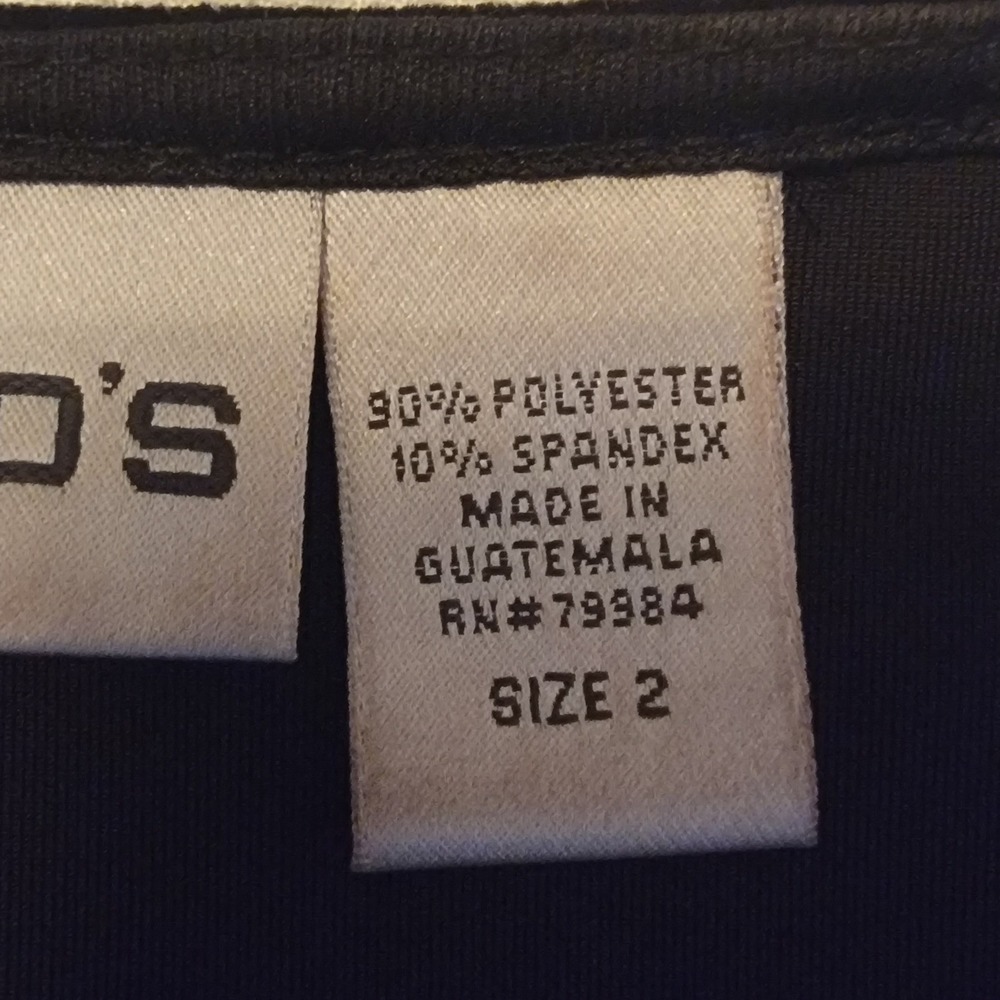 D'S
90% POLYESTER
10% SPANDEX
MADE IN
GUATEMALA
RN#79984
SIZE 2